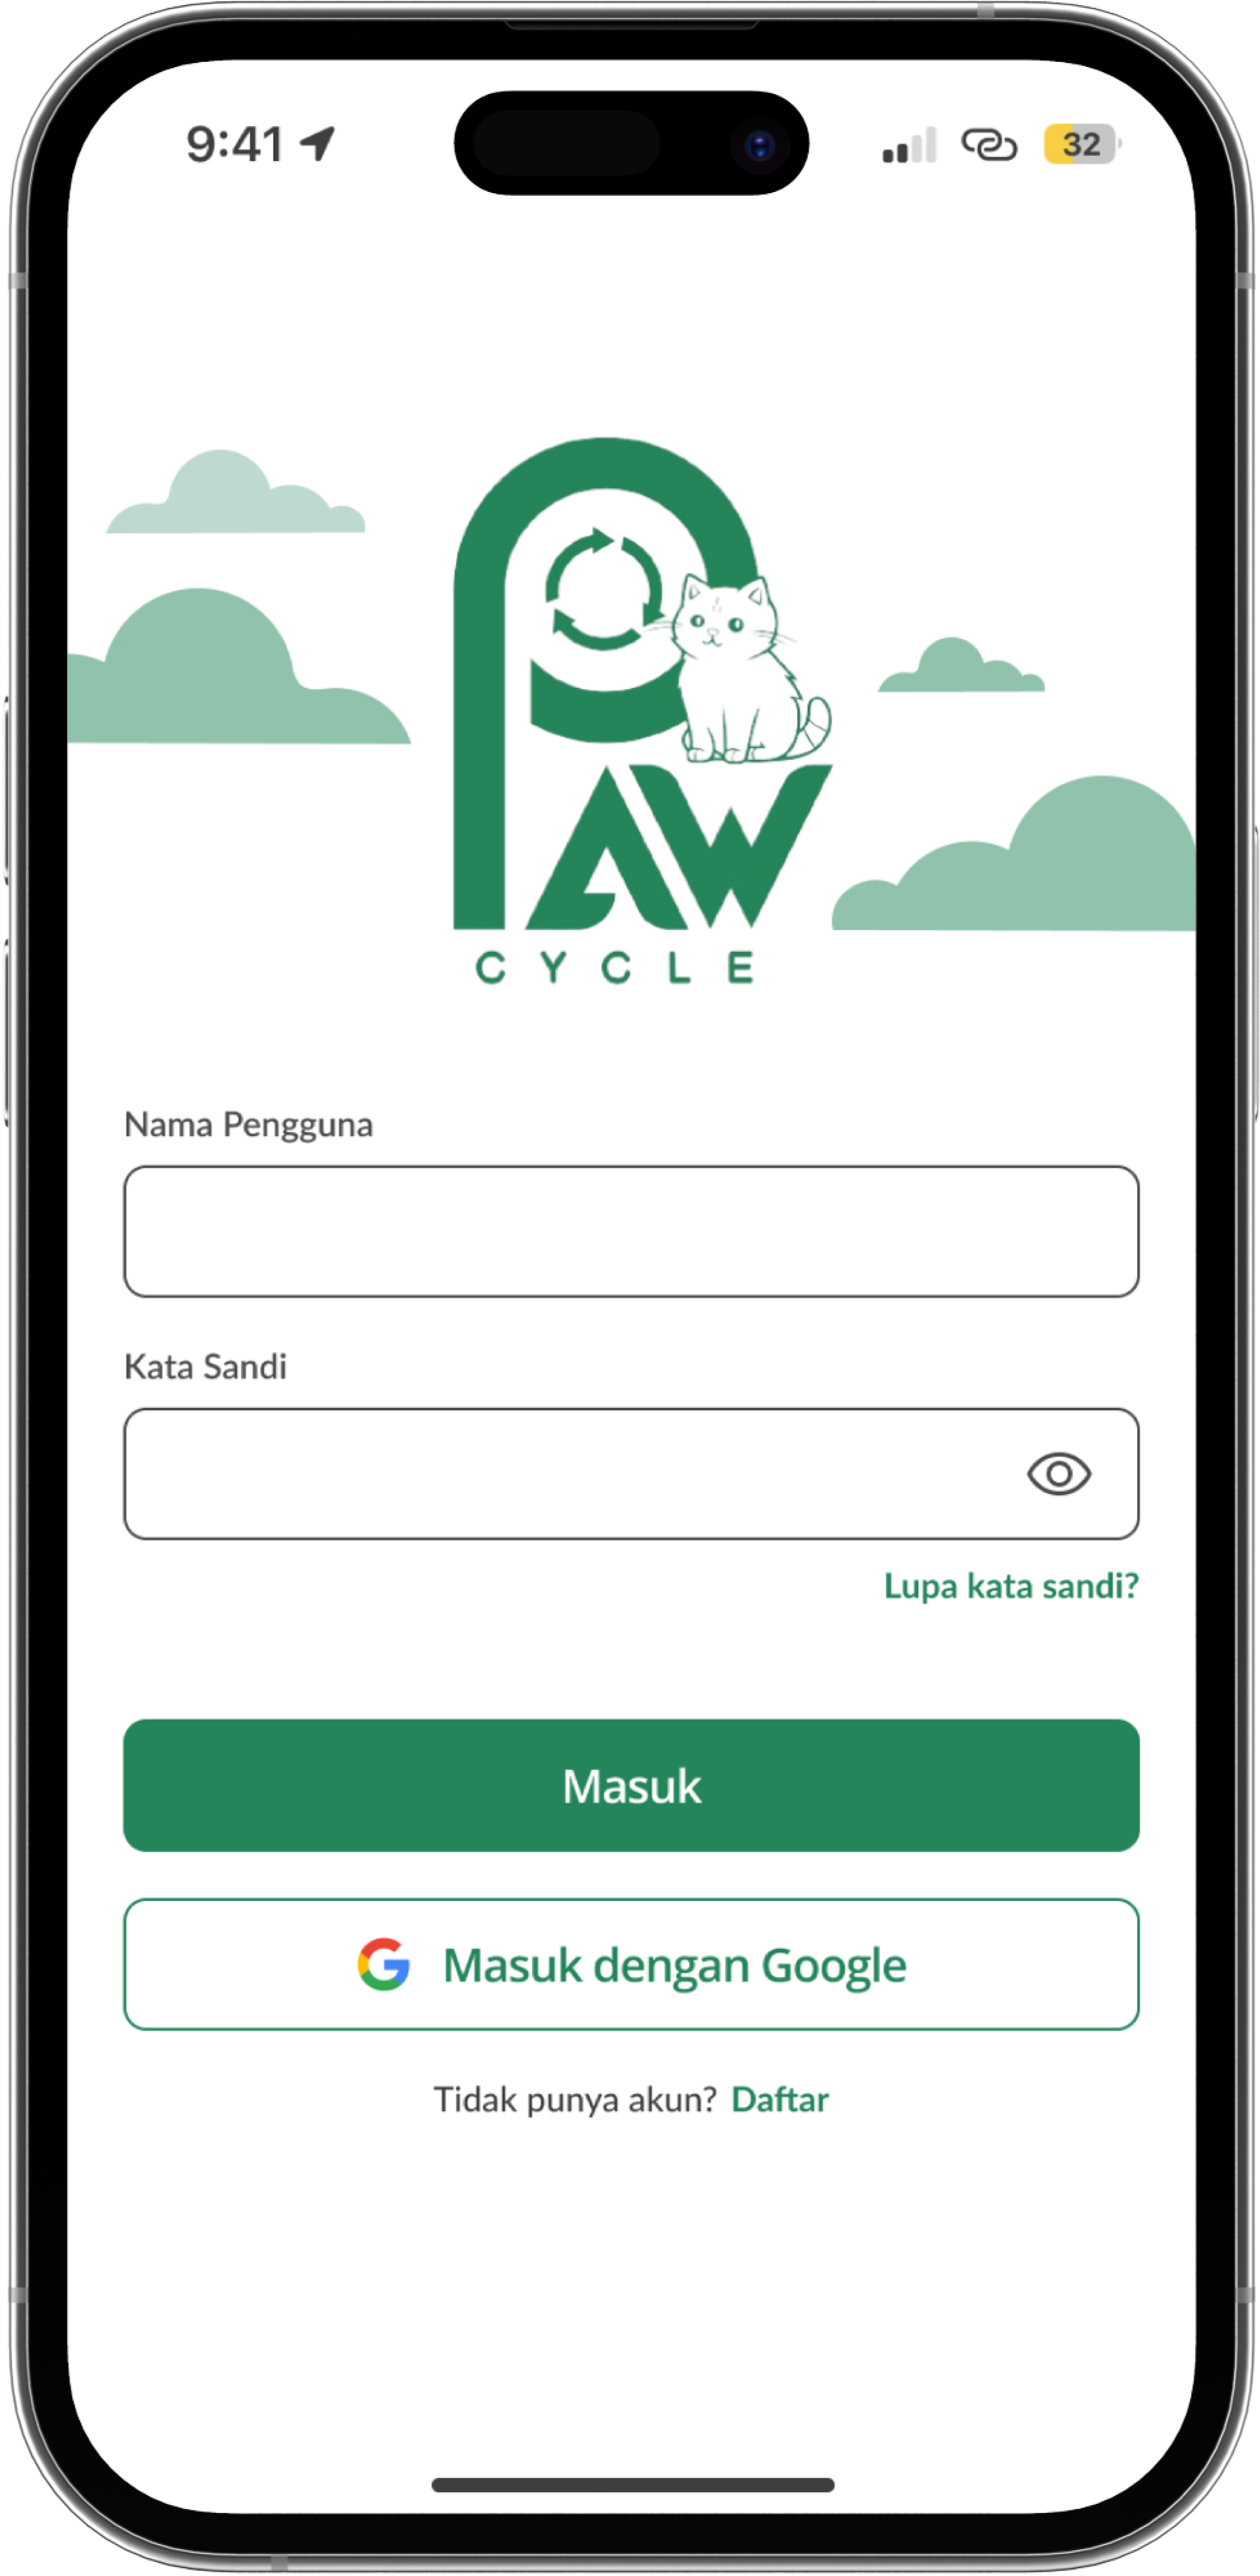 9:41 32
PAW
CYCLE
Nama Pengguna
Kata Sandi
Lupa kata sandi?
Masuk
Masuk dengan Google
Tidak punya akun? Daftar